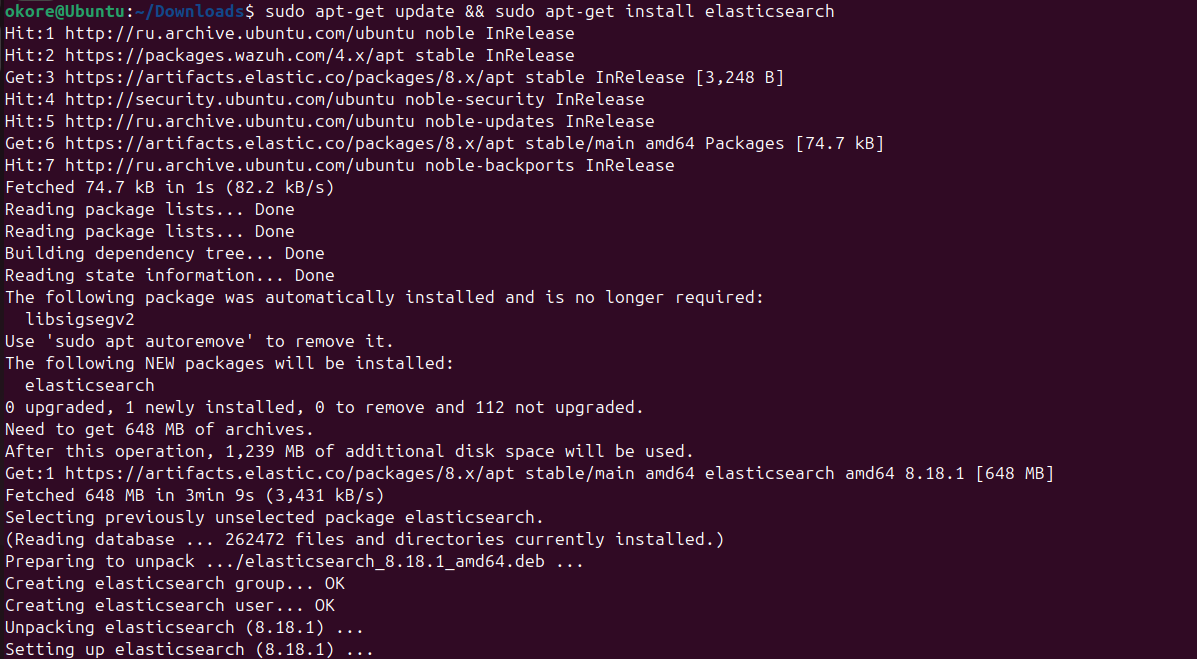 okore@Ubuntu:~/Downloads$ sudo apt-get update && sudo apt-get install elasticsearch
Hit:1 http://ru.archive.ubuntu.com/ubuntu noble InRelease
Hit:2 https://packages.wazuh.com/4.x/apt stable InRelease
Get:3 https://artifacts.elastic.co/packages/8.x/apt stable InRelease [3,248 B]
Hit:4 http://security.ubuntu.com/ubuntu noble-security InRelease
Hit:5 http://ru.archive.ubuntu.com/ubuntu noble-updates InRelease
Get:6 https://artifacts.elastic.co/packages/8.x/apt stable/main amd64 Packages [74.7 kB]
Hit:7 http://ru.archive.ubuntu.com/ubuntu noble-backports InRelease
Fetched 74.7 kB in 1s (82.2 kB/s)
Reading package lists... Done
Reading package lists... Done
Building dependency tree... Done
Reading state information... Done
The following package was automatically installed and is no longer required:
  libsigsegv2
Use 'sudo apt autoremove' to remove it.
The following NEW packages will be installed:
  elasticsearch
0 upgraded, 1 newly installed, 0 to remove and 112 not upgraded.
Need to get 648 MB of archives.
After this operation, 1,239 MB of additional disk space will be used.
Get:1 https://artifacts.elastic.co/packages/8.x/apt stable/main amd64 elasticsearch amd64 8.18.1 [648 MB]
Fetched 648 MB in 3min 9s (3,431 kB/s)
Selecting previously unselected package elasticsearch.
(Reading database ... 262472 files and directories currently installed.)
Preparing to unpack .../elasticsearch_8.18.1_amd64.deb ...
Creating elasticsearch group... OK
Creating elasticsearch user... OK
Unpacking elasticsearch (8.18.1) ...
Setting up elasticsearch (8.18.1) ...